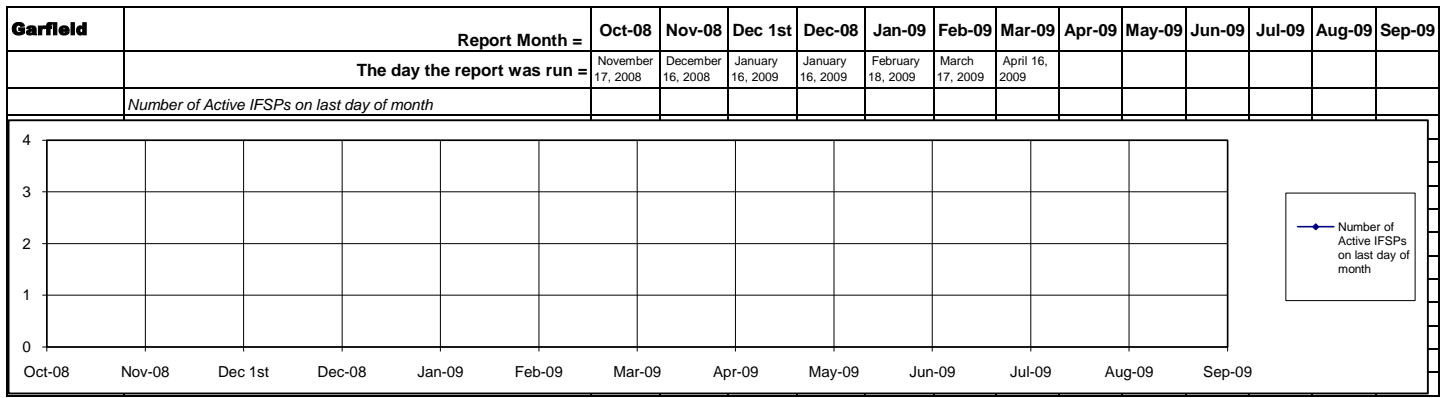 Garfield Report Month = Oct-08 Nov-08 Dec 1st Dec-08 Jan-09 Feb-09 Mar-09 Apr-09 May-09 Jun-09 Jul-09 Aug-09 Sep-09
The day the report was run = November 17, 2008 December 16, 2008 January 16, 2009 January 16, 2009 February 18, 2009 March 17, 2009 April 16, 2009
Number of Active IFSPs on last day of month
4
3
2
1
0
Oct-08 Nov-08 Dec 1st Dec-08 Jan-09 Feb-09 Mar-09 Apr-09 May-09 Jun-09 Jul-09 Aug-09 Sep-09
Number of
Active IFSPs
on last day of
month